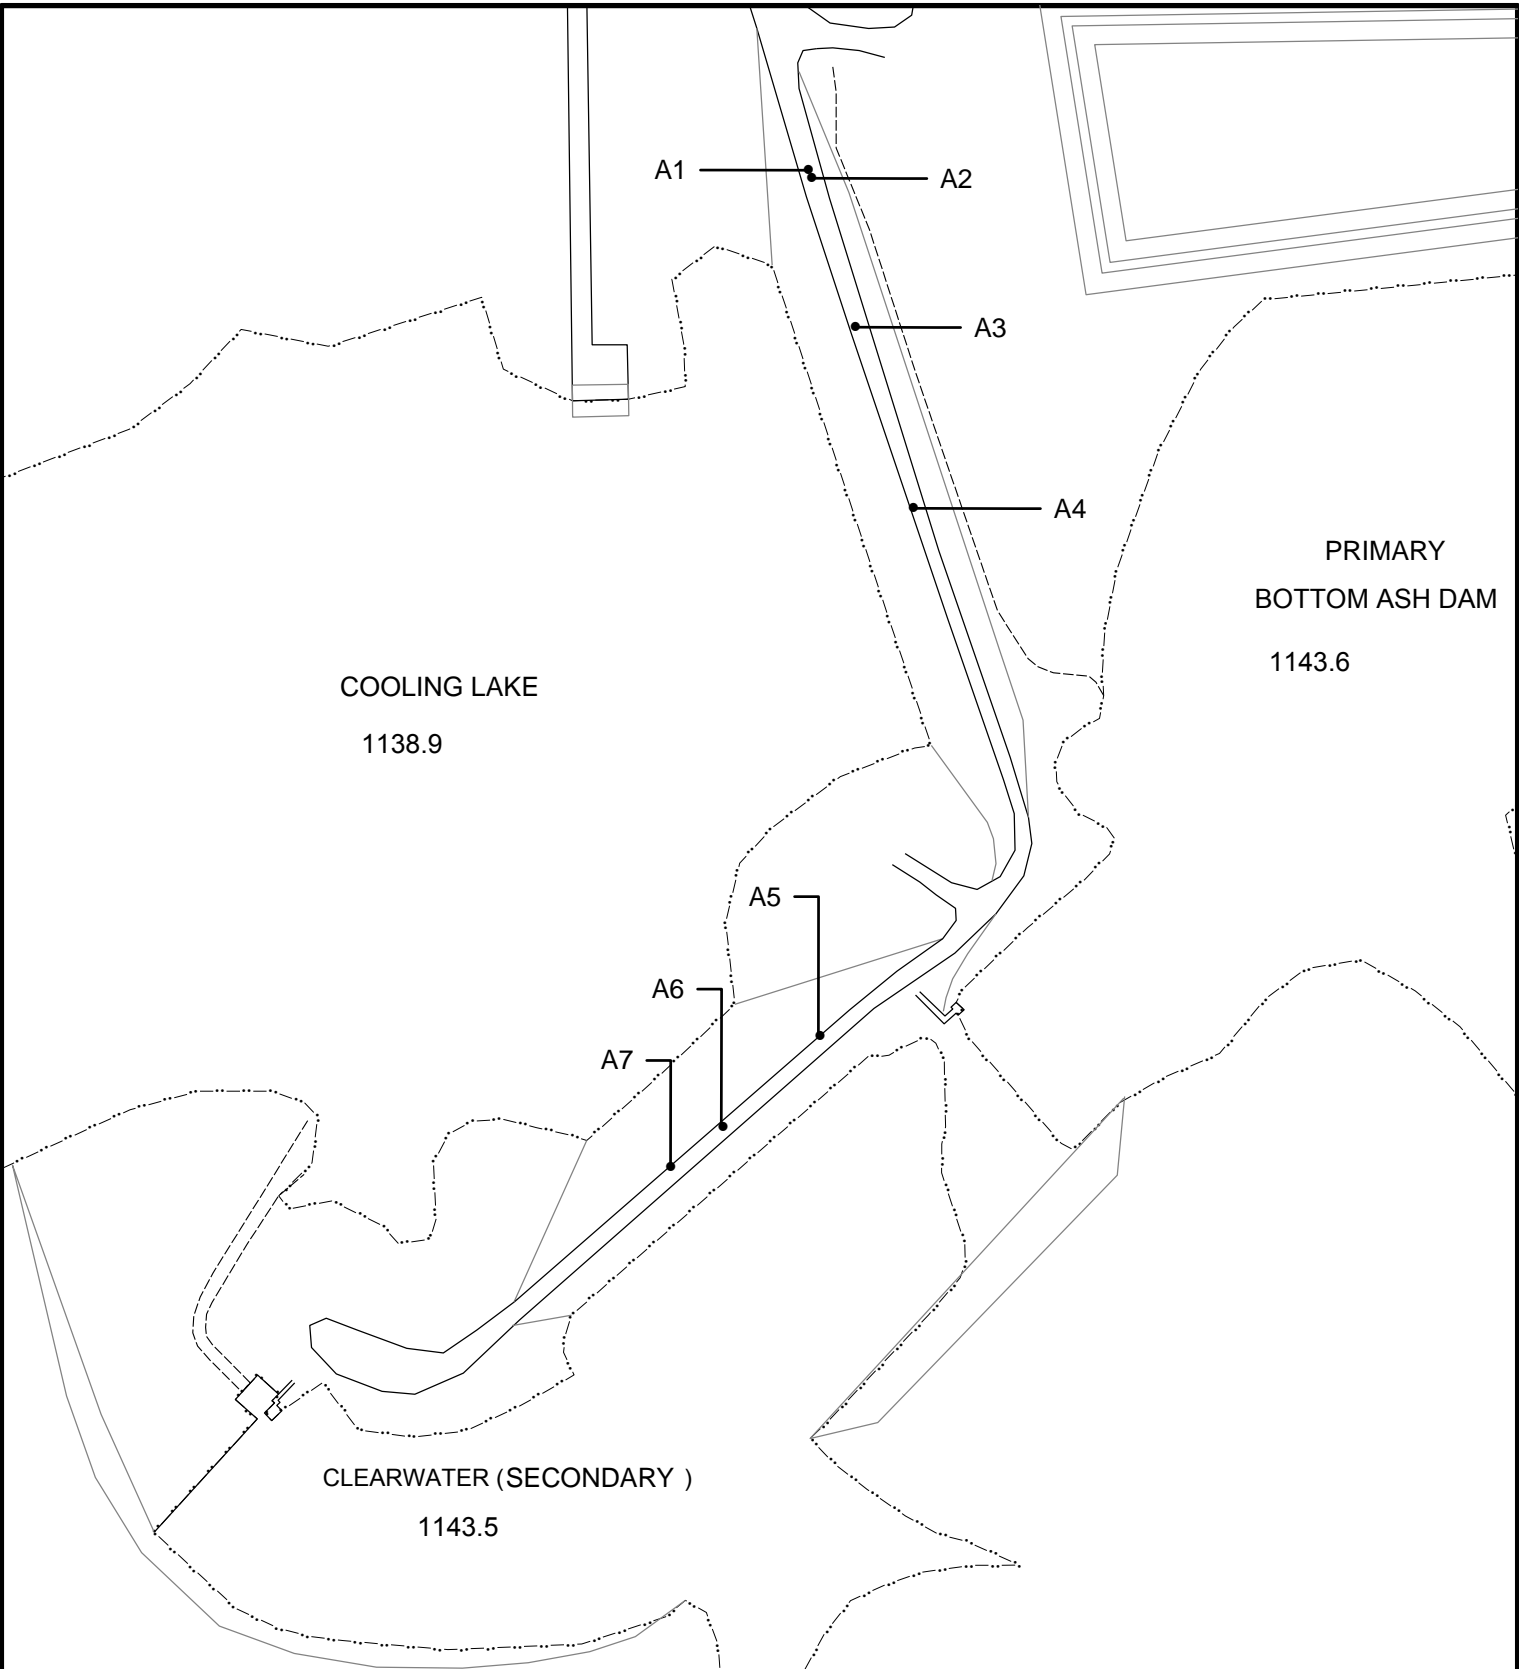 A1
A2
A3
A4
PRIMARY
BOTTOM ASH DAM
1143.6
COOLING LAKE
1138.9
A5
A6
A7
CLEARWATER (SECONDARY )
1143.5